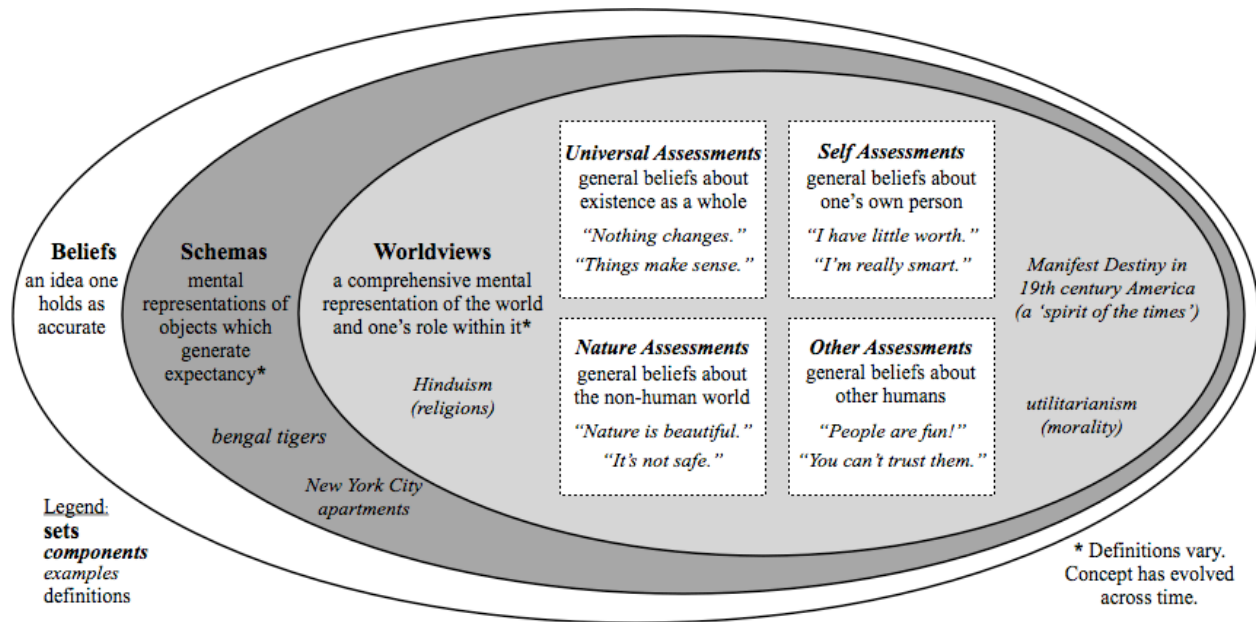 Beliefs
an idea one
holds as
accurate
Schemas
mental
representations of
objects which
generate
expectancy*
bengal tigers
New York City
apartments
Worldviews
a comprehensive mental
representation of the world
and one's role within it*
Hinduism
(religions)
Universal Assessments
general beliefs about
existence as a whole
“Nothing changes.”
“Things make sense.”
Self Assessments
general beliefs about
one's own person
“I have little worth.”
“I'm really smart.”
Nature Assessments
general beliefs about
the non-human world
“Nature is beautiful.”
“It's not safe.”
Other Assessments
general beliefs about
other humans
“People are fun!”
“You can't trust them.”
Manifest Destiny in
19th century America
(a ‘spirit of the times’)
utilitarianism
(morality)
Legend:
sets
components
examples
definitions
* Definitions vary.
Concept has evolved
across time.